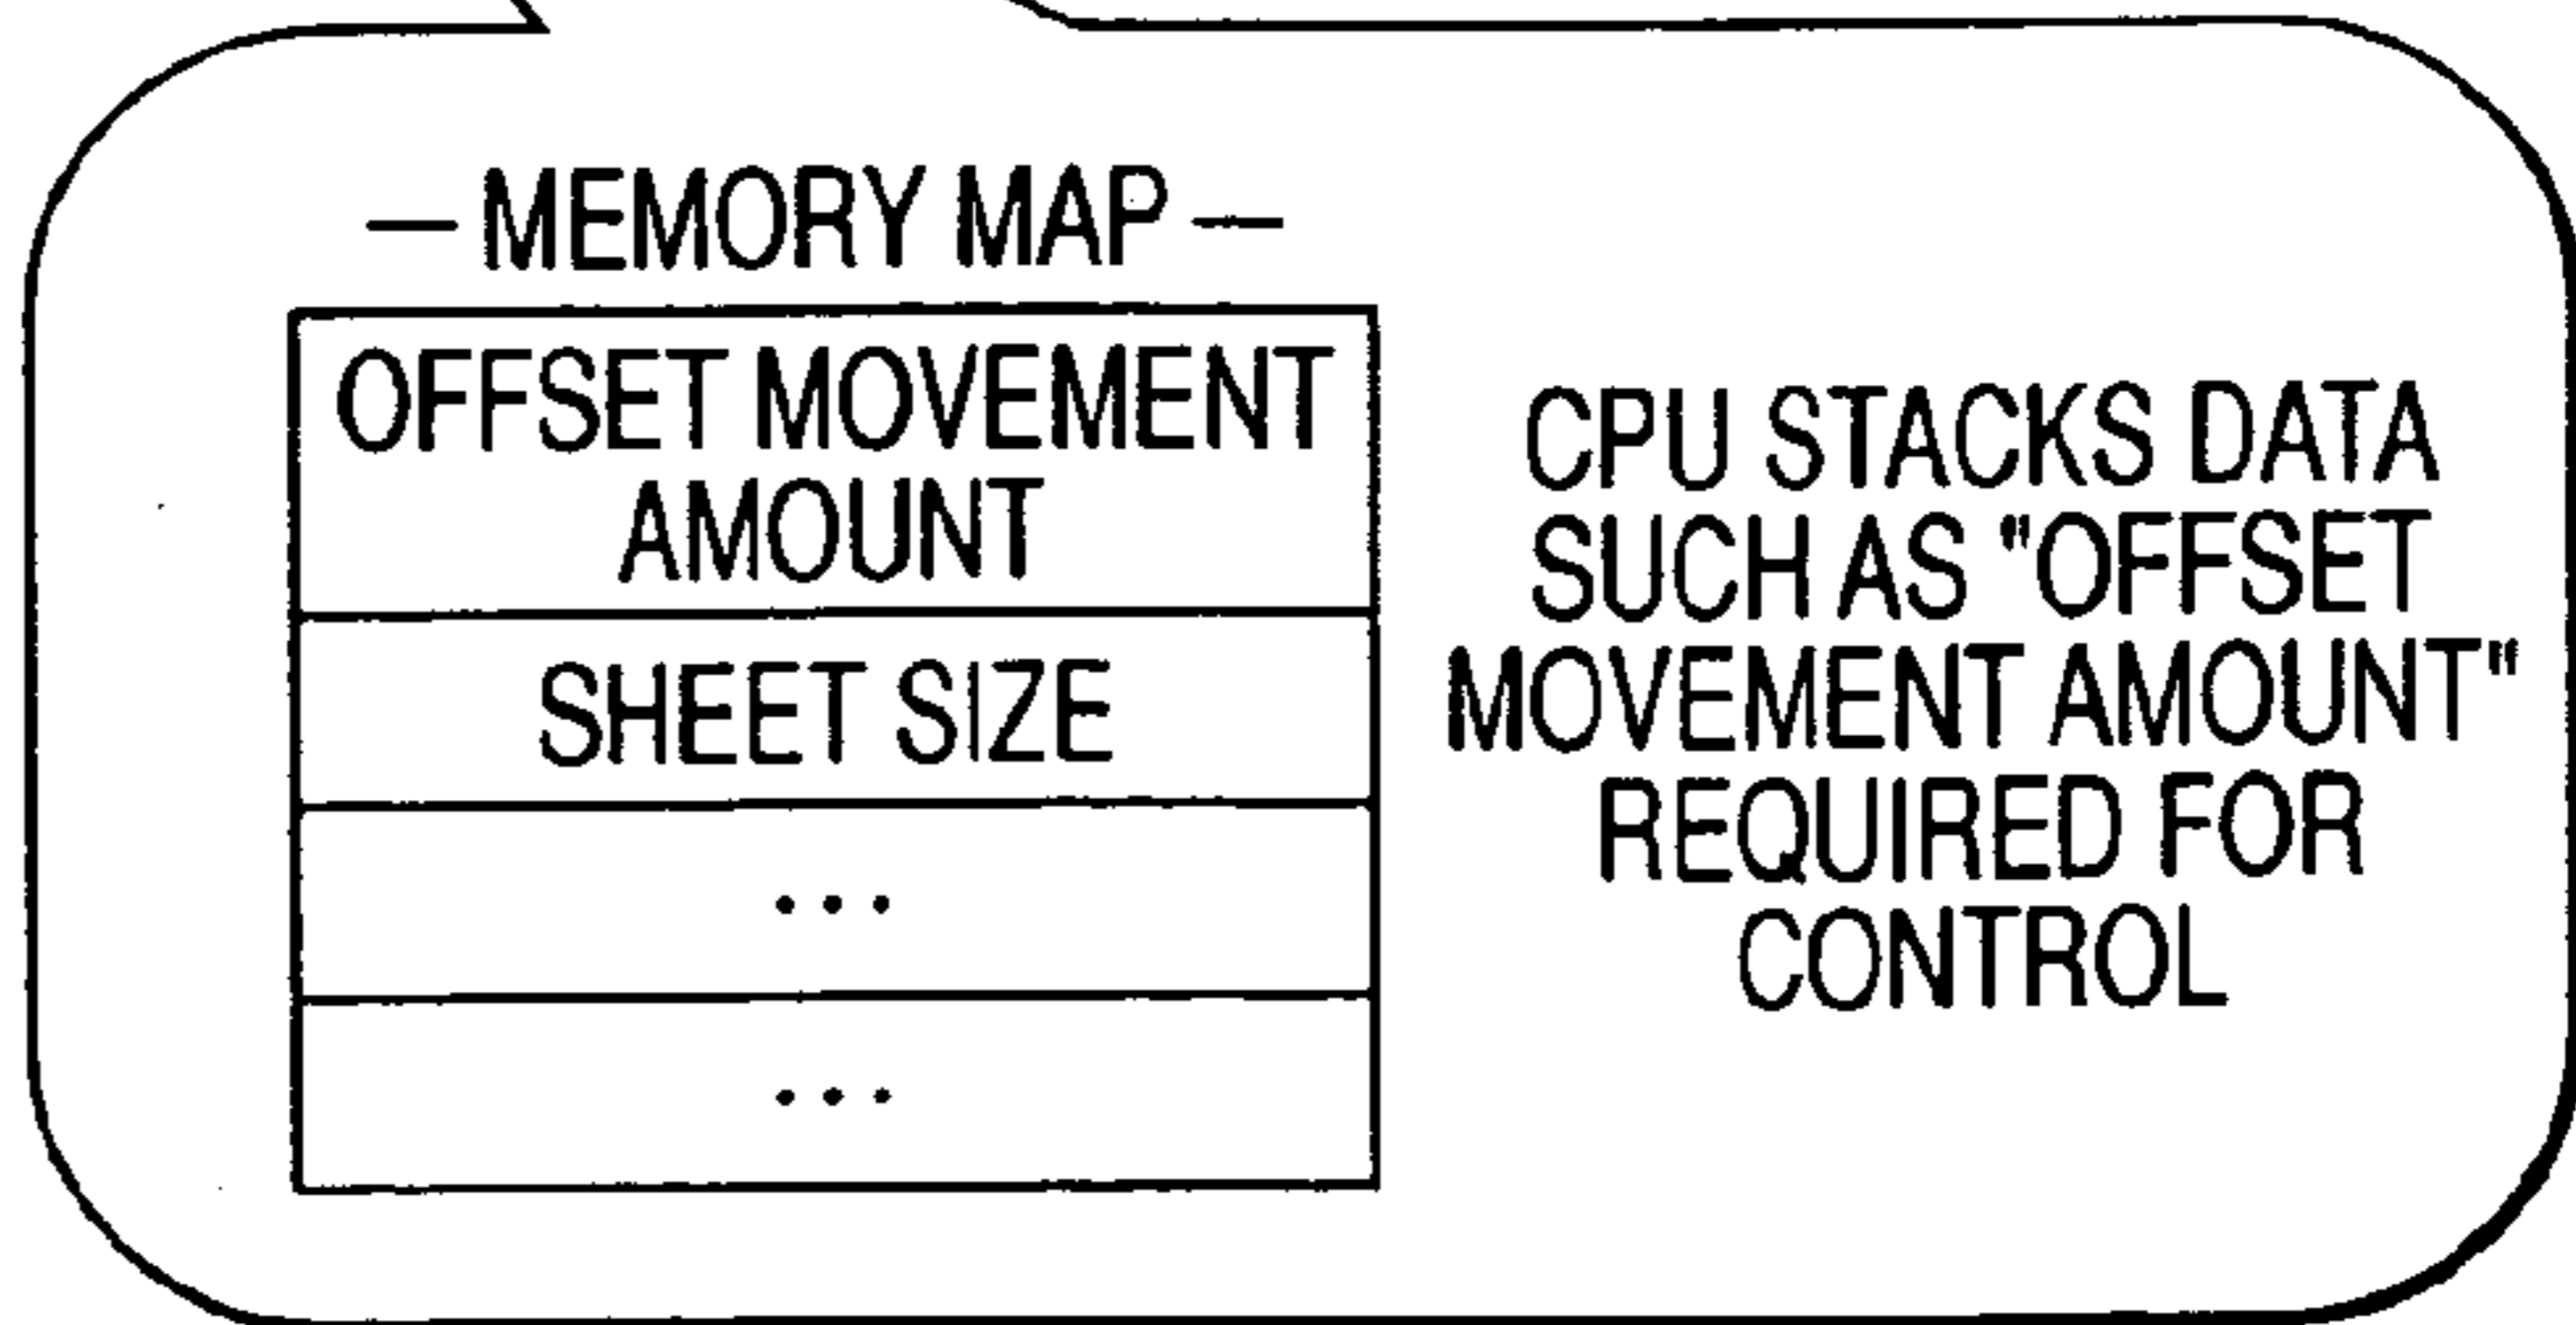 — MEMORY MAP —
OFFSET MOVEMENT
AMOUNT
SHEET SIZE
...
...
CPU STACKS DATA
SUCH AS "OFFSET
MOVEMENT AMOUNT"
REQUIRED FOR
CONTROL